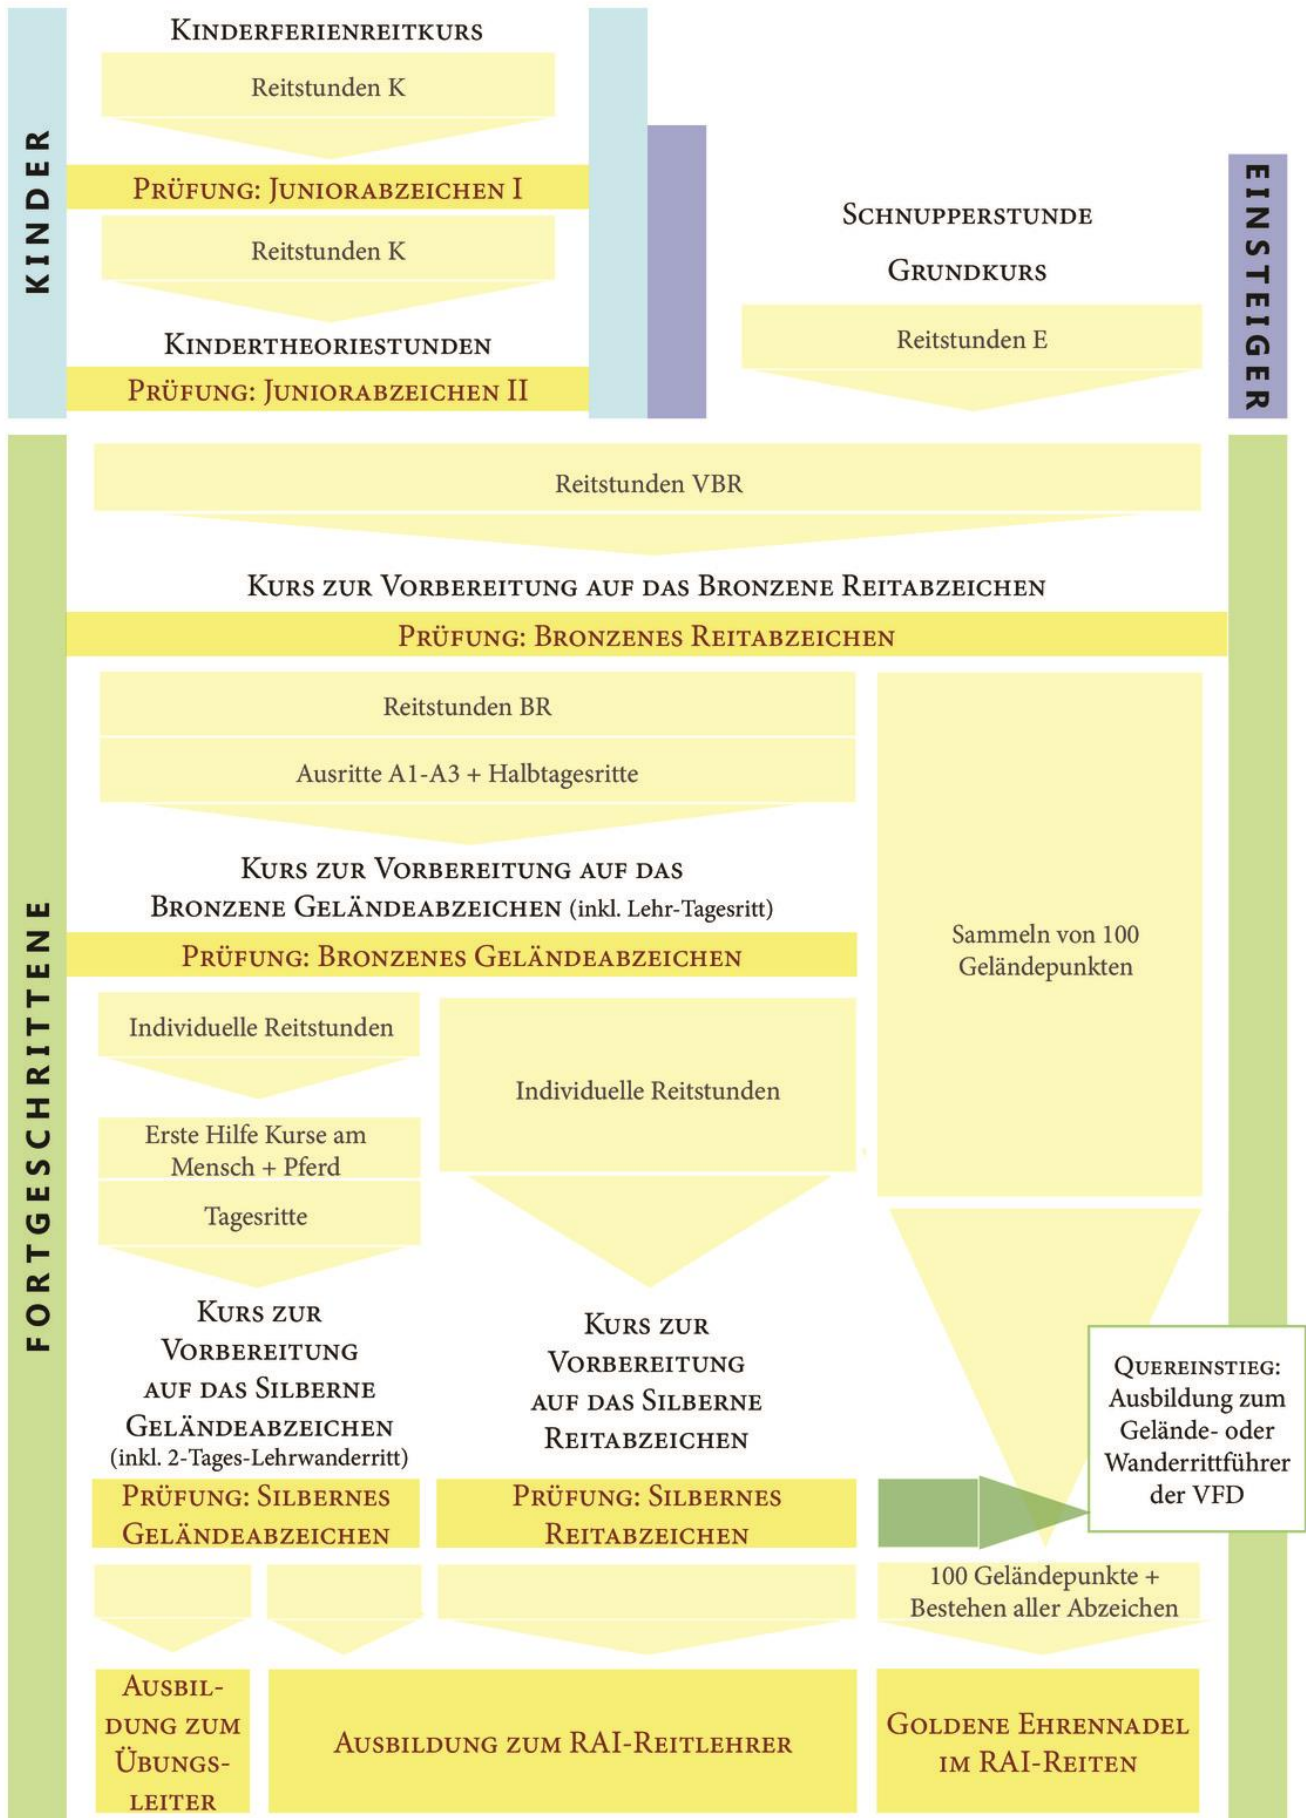 KINDERFERIENREITKURS
Reitstunden K
KINDER
PRÜFUNG: JUNIORABZEICHEN I
Reitstunden K
KINDERTHEORIESTUNDEN
PRÜFUNG: JUNIORABZEICHEN II
EINSTEIGER
SCHNUPPERSTUNDE
GRUNDKURS
Reitstunden E
FORTGESCHRITTENE
Reitstunden VBR
KURS ZUR VORBEREITUNG AUF DAS BRONZENE REITABZEICHEN
PRÜFUNG: BRONZENES REITABZEICHEN
Reitstunden BR
Ausritte A1-A3 + Halbtagesritte
KURS ZUR VORBEREITUNG AUF DAS
BRONZENE GELÄNDEABZEICHEN (inkl. Lehr-Tagesritt)
PRÜFUNG: BRONZENES GELÄNDEABZEICHEN
Sammeln von 100
Geländepunkten
Individuelle Reitstunden
Erste Hilfe Kurse am
Mensch + Pferd
Tagesritte
KURS ZUR
VORBEREITUNG
AUF DAS SILBERNE
GELÄNDEABZEICHEN
(inkl. 2-Tages-Lehrwanderritt)
PRÜFUNG: SILBERNES
GELÄNDEABZEICHEN
Individuelle Reitstunden
KURS ZUR
VORBEREITUNG
AUF DAS SILBERNE
REITABZEICHEN
PRÜFUNG: SILBERNES
REITABZEICHEN
QUEREINSTIEG:
Ausbildung zum
Gelände- oder
Wanderrittführer
der VFD
100 Geländepunkte +
Bestehen aller Abzeichen
AUSBIL-
DUNG ZUM
ÜBUNGS-
LEITER
AUSBILDUNG ZUM RAI-REITLEHRER
GOLDENE EHRENNADEL
IM RAI-REITEN